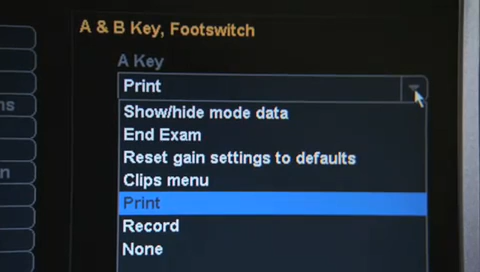 A & B Key, Footswitch
A Key
Print
Show/hide mode data
End Exam
Reset gain settings to defaults
Clips menu
Print
Record
None